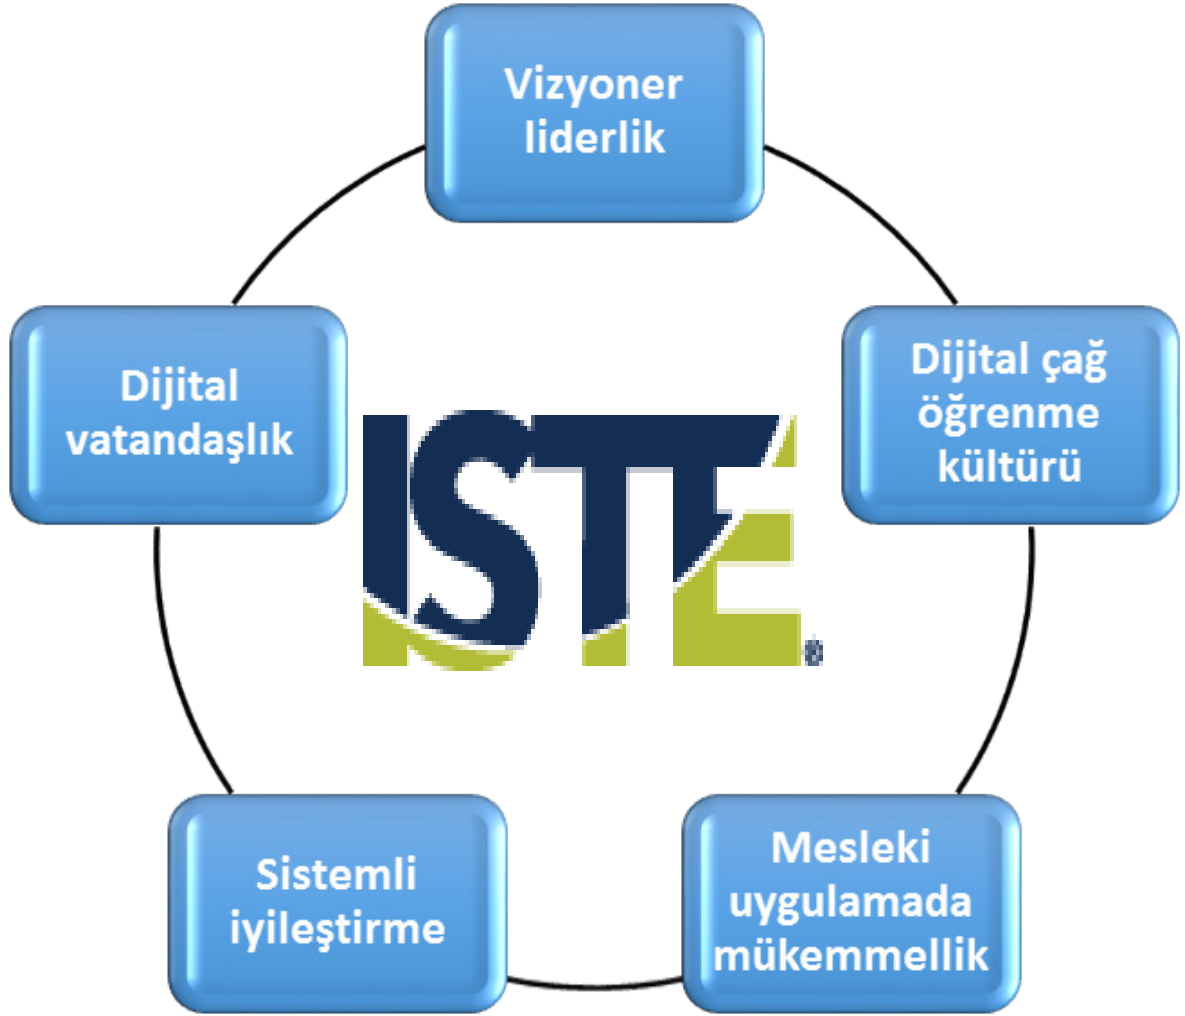 Vizyoner
liderlik
Dijital çağ
öğrenme
kültürü
Mesleki
uygulamada
mükemmellik
Sistemli
iyileştirme
Dijital
vatandaşlık
ISTE®